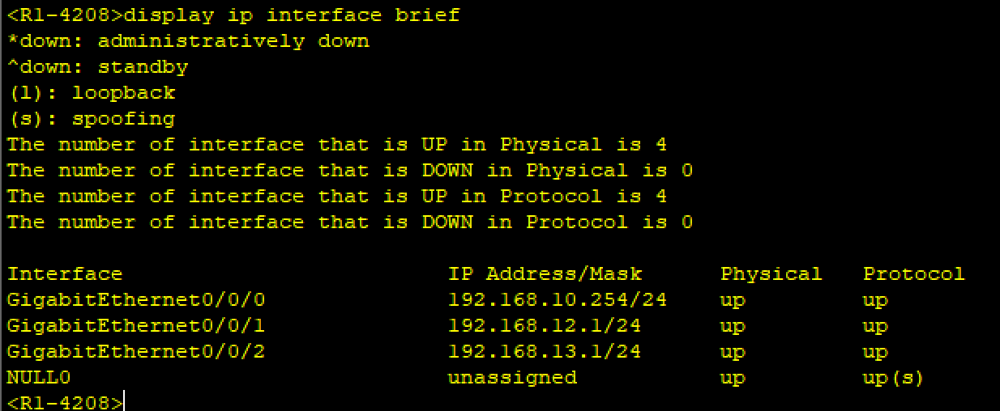 <R1-4208>display ip interface brief
*down: administratively down
^down: standby
(l): loopback
(s): spoofing
The number of interface that is UP in Physical is 4
The number of interface that is DOWN in Physical is 0
The number of interface that is UP in Protocol is 4
The number of interface that is DOWN in Protocol is 0
Interface IP Address/Mask Physical Protocol
GigabitEthernet0/0/0 192.168.10.254/24 up up
GigabitEthernet0/0/1 192.168.12.1/24 up up
GigabitEthernet0/0/2 192.168.13.1/24 up up
NULL0 unassigned up up(s)
<R1-4208>